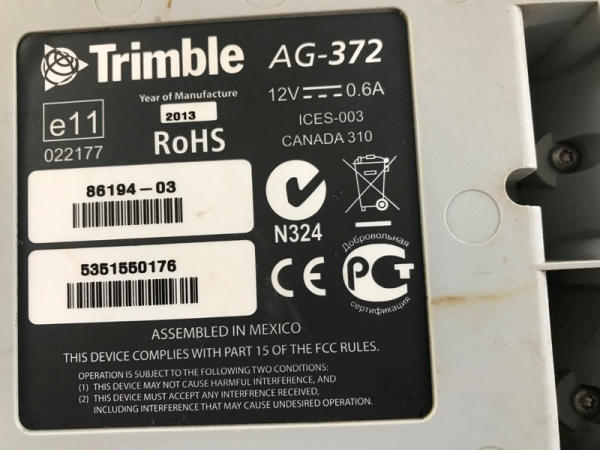 Trimble
AG-372
Year of Manufacture
2013
12V 0.6A
e11
022177
RoHS
ICES-003
CANADA 310
86194-03
N324
5351550176
CE
Добровольная
РСТ
сертификация
ASSEMBLED IN MEXICO
THIS DEVICE COMPLIES WITH PART 15 OF THE FCC RULES.
OPERATION IS SUBJECT TO THE FOLLOWING TWO CONDITIONS:
(1) THIS DEVICE MAY NOT CAUSE HARMFUL INTERFERENCE, AND
(2) THIS DEVICE MUST ACCEPT ANY INTERFRENCE RECEIVED,
INCLUDING INTERFERENCE THAT MAY CAUSE UNDESIRED OPERATION.